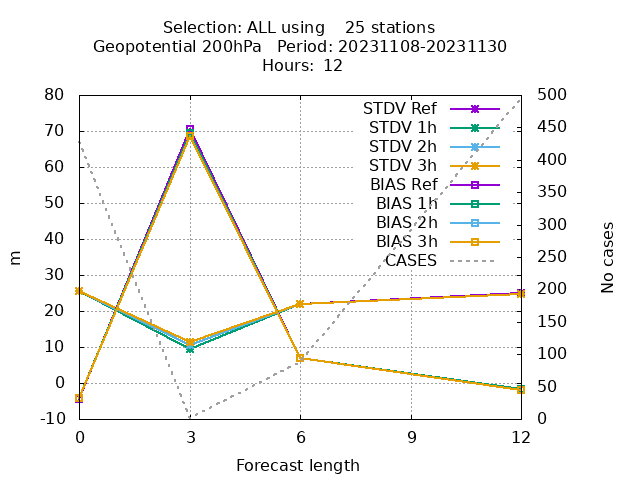 Selection: ALL using    25 stations
Geopotential 200hPa   Period: 20231108-20231130
Hours:  12
80
70
60
50
40
30
20
10
0
-10
m
STDV Ref
STDV 1h
STDV 2h
STDV 3h
BIAS Ref
BIAS 1h
BIAS 2h
BIAS 3h
CASES
500
450
400
350
300
250
200
150
100
50
0
No cases
0 3 6 9 12
Forecast length